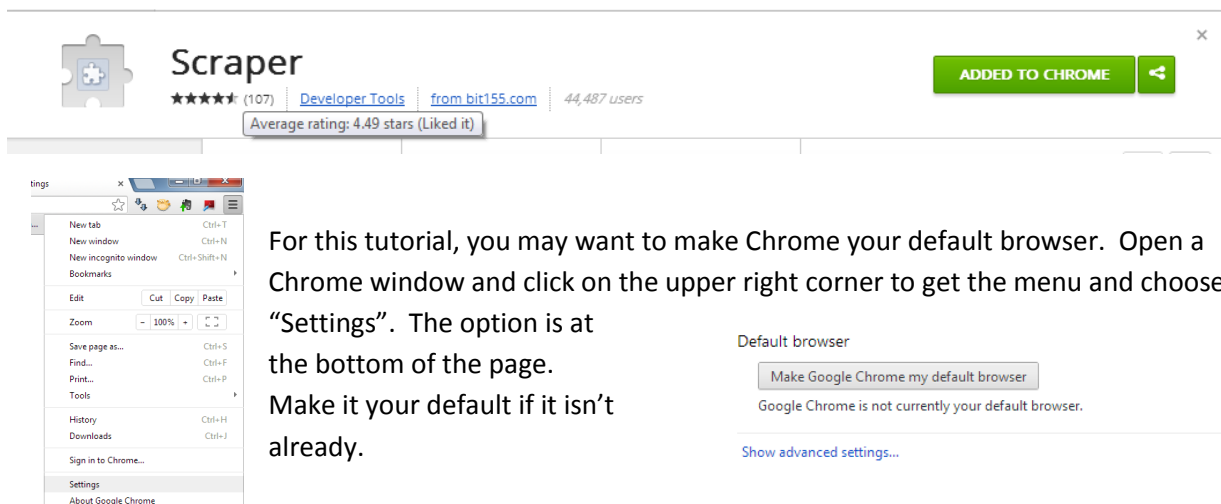 Scraper
ADDED TO CHROME
×
★★★★★ (107) Developer Tools from bit155.com 44,487 users
Average rating: 4.49 stars (Liked it)
tings ×
...
New tab Ctrl+T
New window Ctrl+N
New incognito window Ctrl+Shift+N
Bookmarks
Edit Cut Copy Paste
Zoom - 100% +
Save page as... Ctrl+S
Find... Ctrl+F
Print... Ctrl+P
Tools
History Ctrl+H
Downloads Ctrl+J
Sign in to Chrome...
Settings
About Google Chrome
For this tutorial, you may want to make Chrome your default browser.  Open a
Chrome window and click on the upper right corner to get the menu and choose
“Settings”.  The option is at
the bottom of the page.
Make it your default if it isn’t
already.
Default browser
Make Google Chrome my default browser
Google Chrome is not currently your default browser.
Show advanced settings...